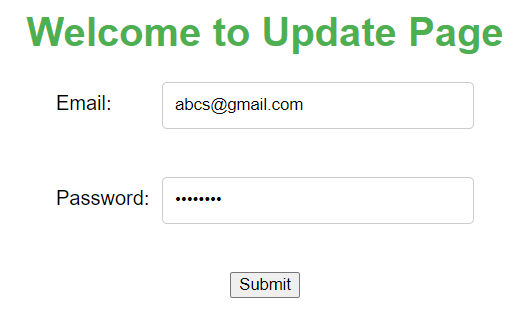 Welcome to Update Page
Email: abcs@gmail.com
Password: ••••••••
Submit